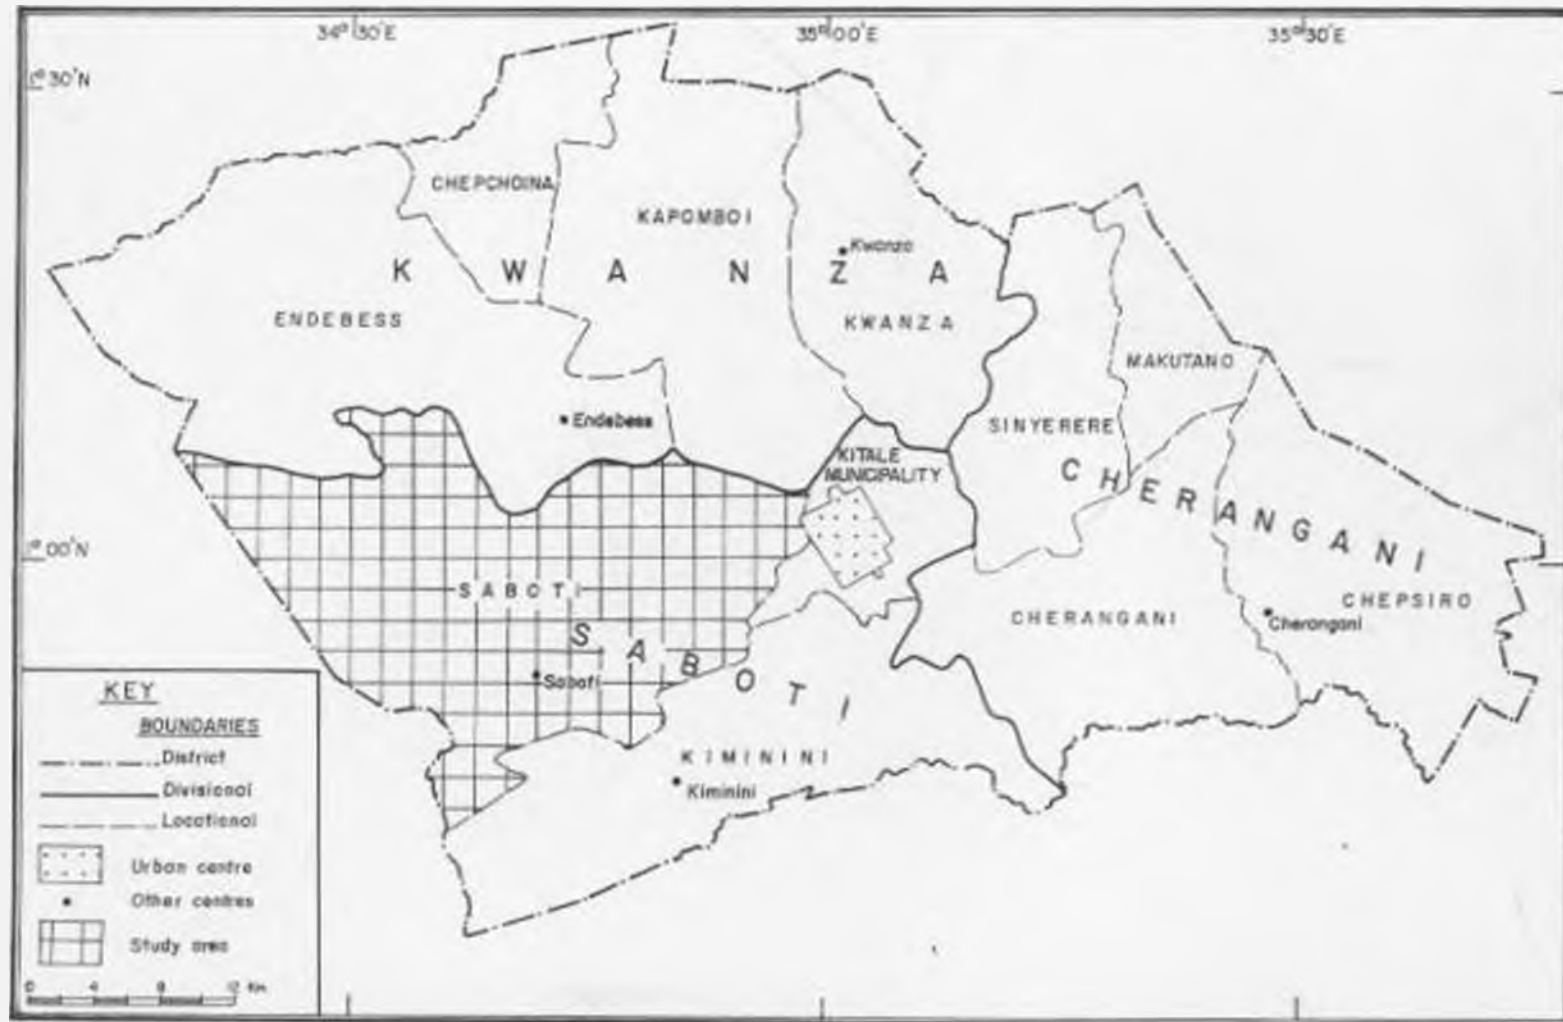 34° 30'E 35° 00'E 35° 30'E
1° 30'N
CHEPCHOINA
KAPOMBOI
Kwanza
K W A N Z A
ENDEBESS
KWANZA
MAKUTANO
Endebess
SINYERERE
KITALE
MUNICIPALITY
CHERANGANI
1° 00'N
SABOTI
CHEPSIRO
CHERANGANI
Cherangani
SABOTI
Saboti
KIMININI
Kiminini
KEY
BOUNDARIES
District
Divisional
Locational
Urban centre
Other centres
Study area
0 4 8 12 Km